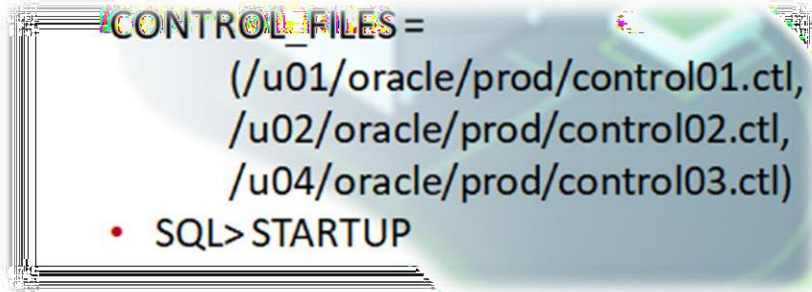 CONTROL_FILES =
(/u01/oracle/prod/control01.ctl,
/u02/oracle/prod/control02.ctl,
/u04/oracle/prod/control03.ctl)
• SQL> STARTUP